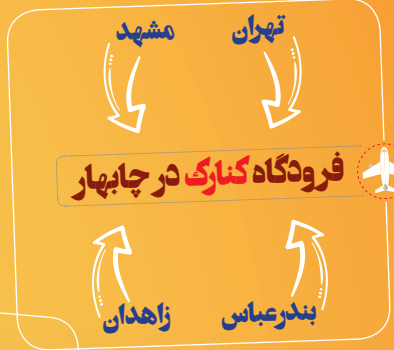 تهران
مشهد
فرودگاه کنارک در چابهار
بندرعباس
زاهدان